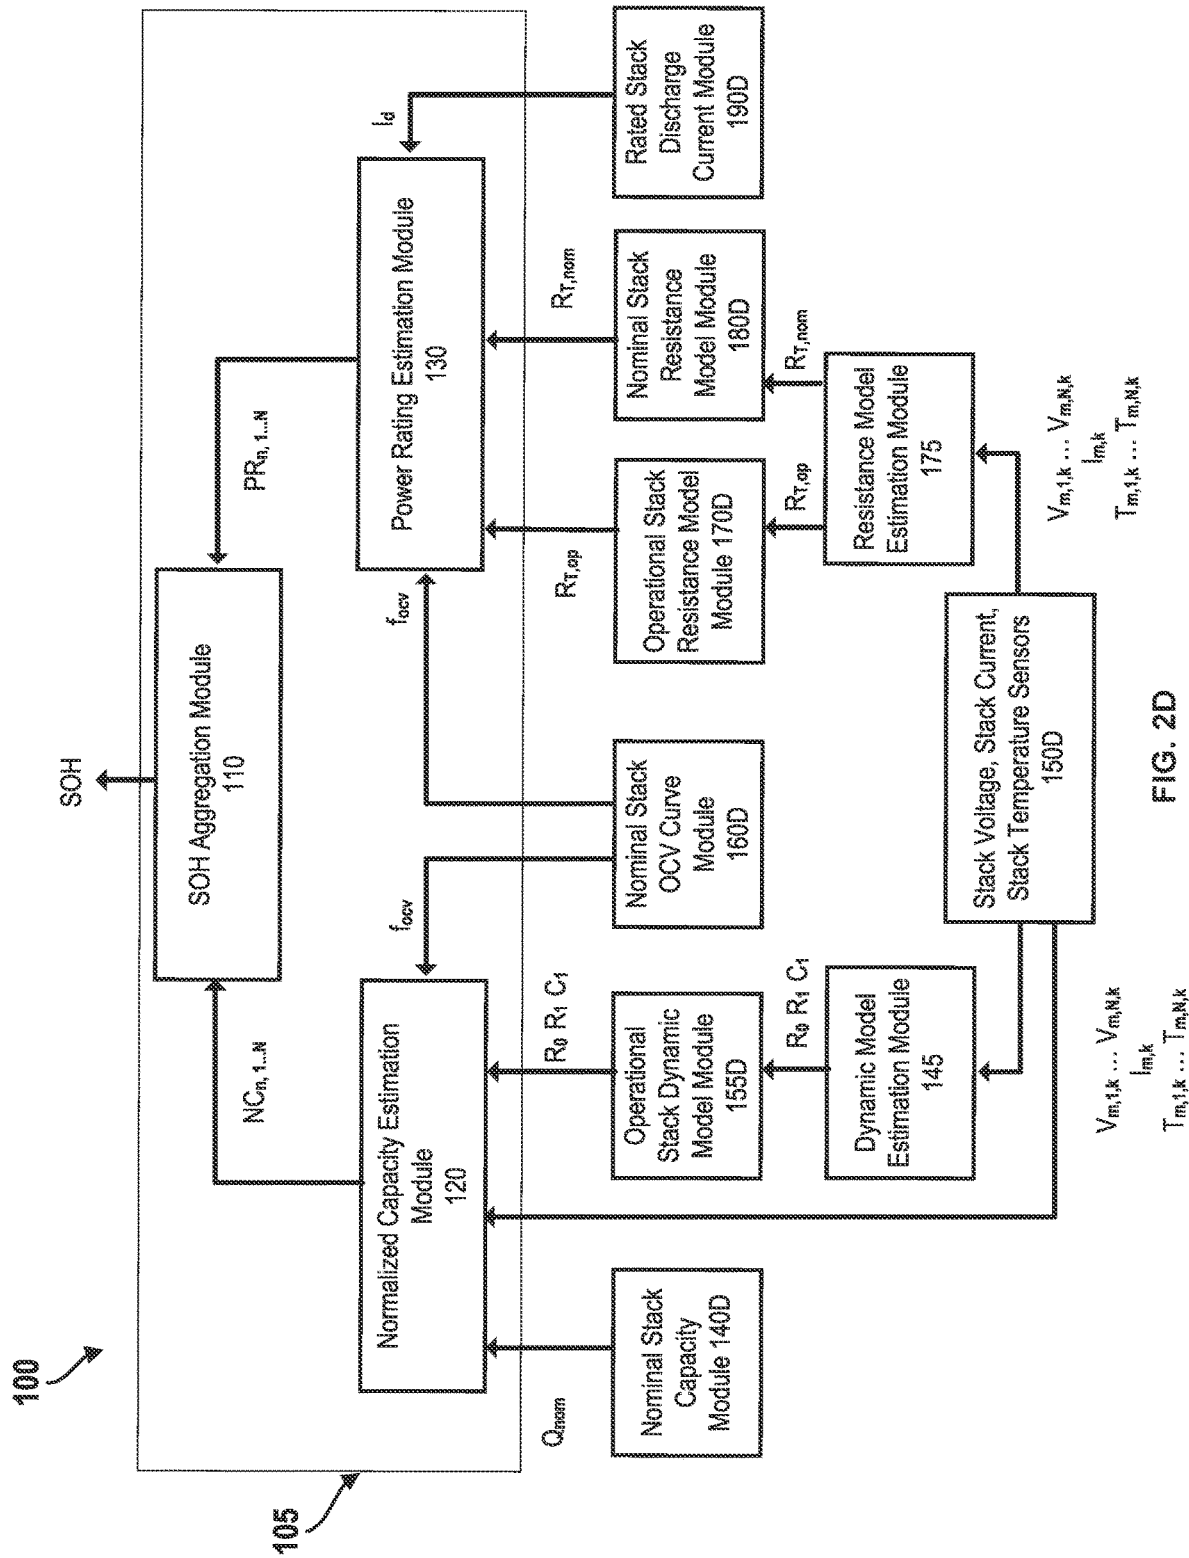 100
105
SOH
SOH Aggregation Module
110
NCn, 1...N
PRn, 1...N
Normalized Capacity Estimation
Module
120
focv
focv
Power Rating Estimation Module
130
Id
Qnom
R0 R1 C1
RT,op
RT,nom
Nominal Stack
Capacity
Module 140D
Operational
Stack Dynamic
Model Module
155D
Nominal Stack
OCV Curve
Module
160D
Operational Stack
Resistance Model
Module 170D
Nominal Stack
Resistance
Model Module
180D
Rated Stack
Discharge
Current Module
190D
R0 R1 C1
RT,op
RT,nom
Dynamic Model
Estimation Module
145
Resistance Model
Estimation Module
175
Stack Voltage, Stack Current,
Stack Temperature Sensors
150D
Vm,1,k ... Vm,N,k
Im,k
Tm,1,k ... Tm,N,k
Vm,1,k ... Vm,N,k
Im,k
Tm,1,k ... Tm,N,k
FIG. 2D